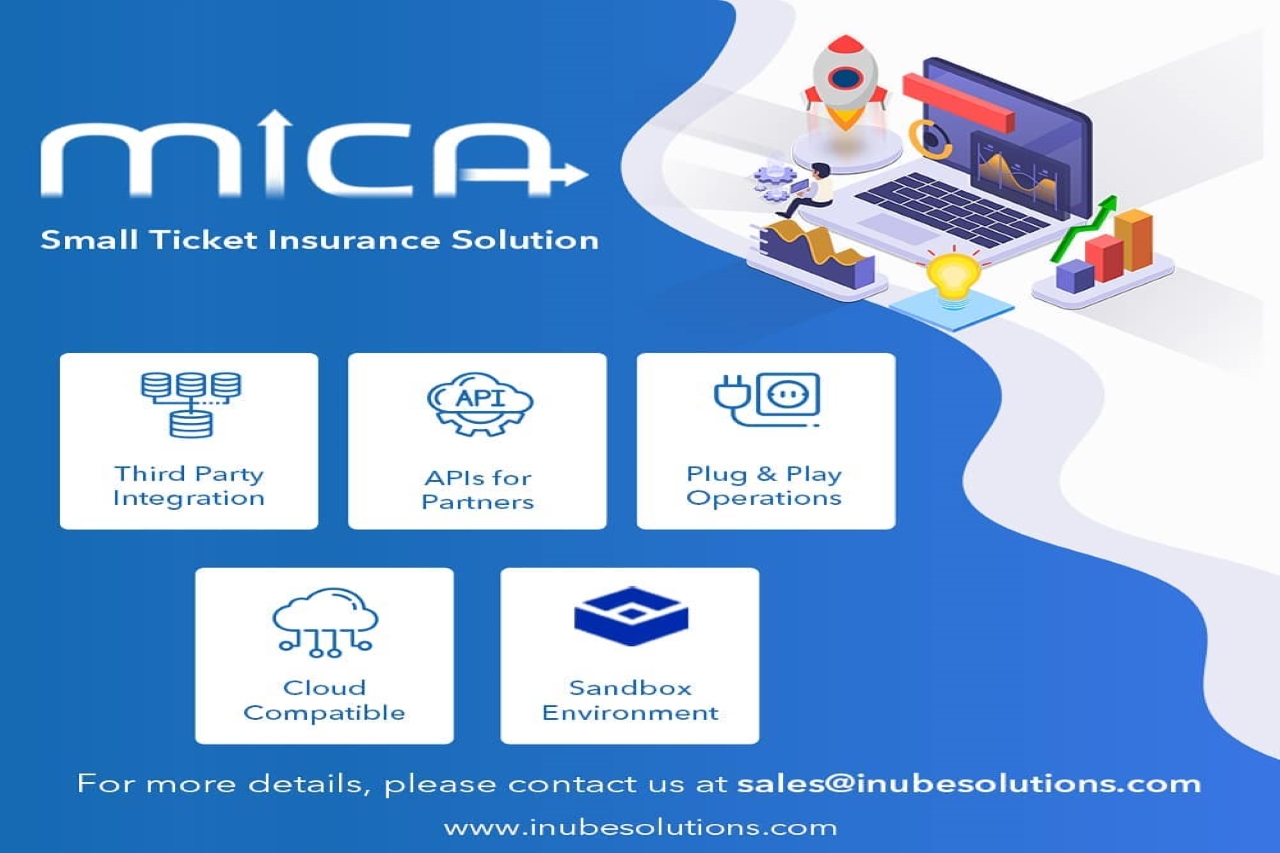 mica
Small Ticket Insurance Solution
Third Party
Integration
API
APIs for
Partners
Plug & Play
Operations
Cloud
Compatible
Sandbox
Environment
For more details, please contact us at sales@inubesolutions.com
www.inubesolutions.com